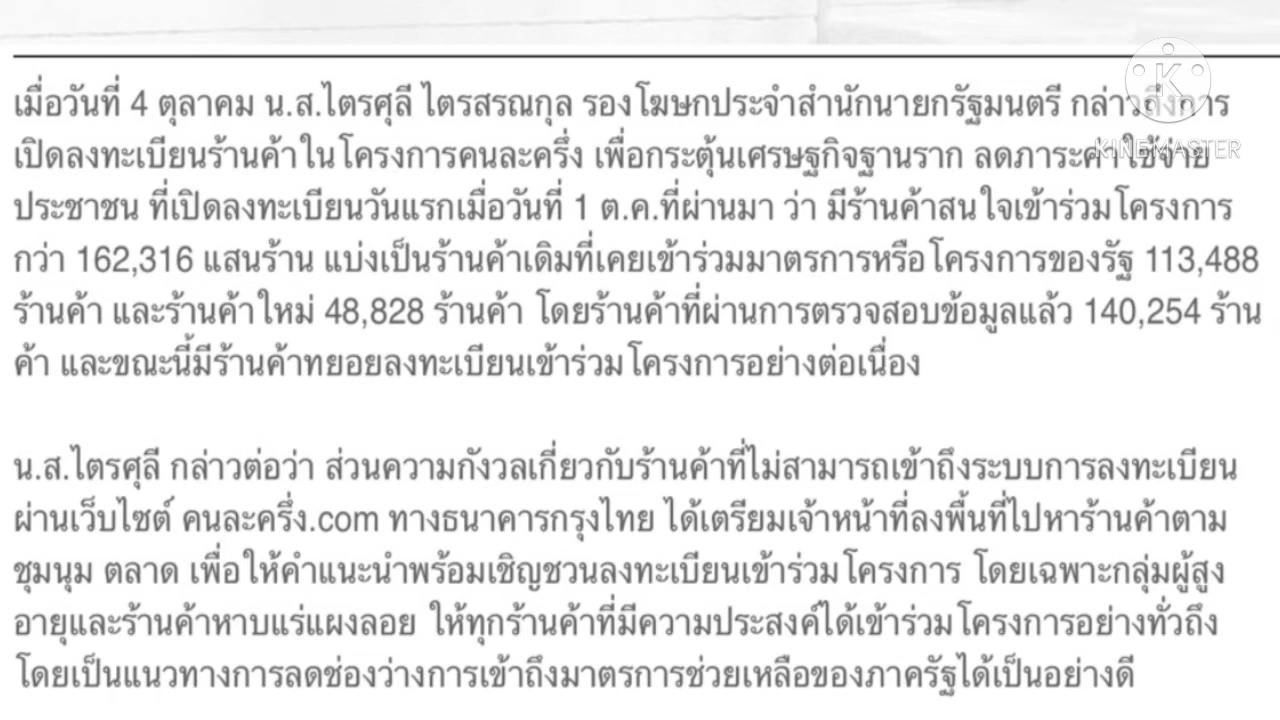 เมื่อวันที่ 4 ตุลาคม น.ส.ไตรศุลี ไตรสรณกุล รองโฆษกประจำสำนักนายกรัฐมนตรี กล่าวถึงการ
เปิดลงทะเบียนร้านค้าในโครงการคนละครึ่ง เพื่อกระตุ้นเศรษฐกิจฐานราก ลดภาระค่าใช้จ่าย
ประชาชน ที่เปิดลงทะเบียนวันแรกเมื่อวันที่ 1 ต.ค.ที่ผ่านมา ว่า มีร้านค้าสนใจเข้าร่วมโครงการ
กว่า 162,316 แสนร้าน แบ่งเป็นร้านค้าเดิมที่เคยเข้าร่วมมาตรการหรือโครงการของรัฐ 113,488
ร้านค้า และร้านค้าใหม่ 48,828 ร้านค้า โดยร้านค้าที่ผ่านการตรวจสอบข้อมูลแล้ว 140,254 ร้าน
ค้า และขณะนี้มีร้านค้าทยอยลงทะเบียนเข้าร่วมโครงการอย่างต่อเนื่อง
น.ส.ไตรศุลี กล่าวต่อว่า ส่วนความกังวลเกี่ยวกับร้านค้าที่ไม่สามารถเข้าถึงระบบการลงทะเบียน
ผ่านเว็บไซต์ คนละครึ่ง.com ทางธนาคารกรุงไทย ได้เตรียมเจ้าหน้าที่ลงพื้นที่ไปหาร้านค้าตาม
ชุมนุม ตลาด เพื่อให้คำแนะนำพร้อมเชิญชวนลงทะเบียนเข้าร่วมโครงการ โดยเฉพาะกลุ่มผู้สูง
อายุและร้านค้าหาบแร่แผงลอย ให้ทุกร้านค้าที่มีความประสงค์ได้เข้าร่วมโครงการอย่างทั่วถึง
โดยเป็นแนวทางการลดช่องว่างการเข้าถึงมาตรการช่วยเหลือของภาครัฐได้เป็นอย่างดี
K
KINEMASTER